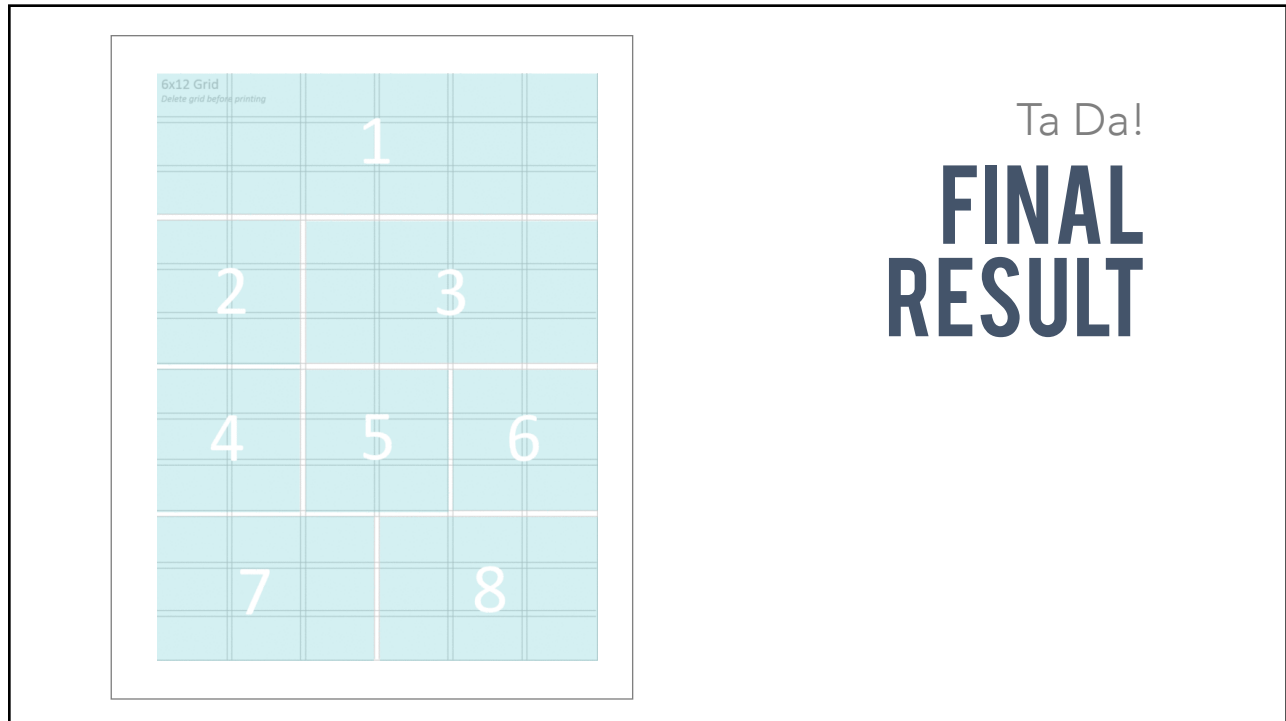 6x12 Grid
Delete grid before printing
1
2 3
4 5 6
7 8
Ta Da!
FINAL
RESULT